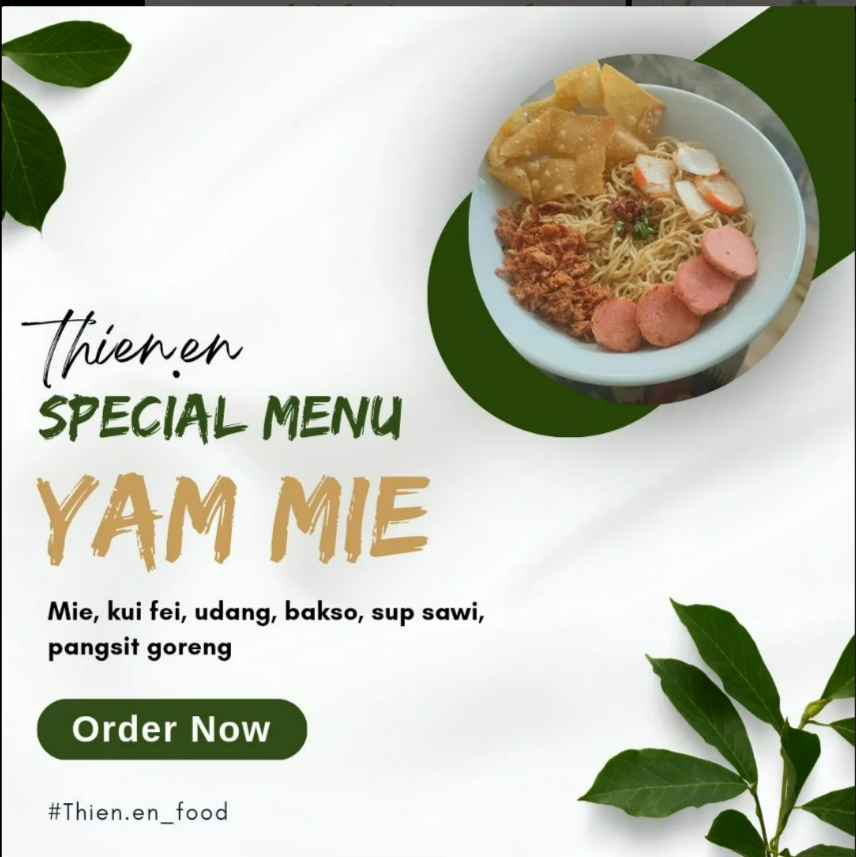 Thien.en
SPECIAL MENU
YAM MIE
Mie, kui fei, udang, bakso, sup sawi,
pangsit goreng
Order Now
#Thien.en_food